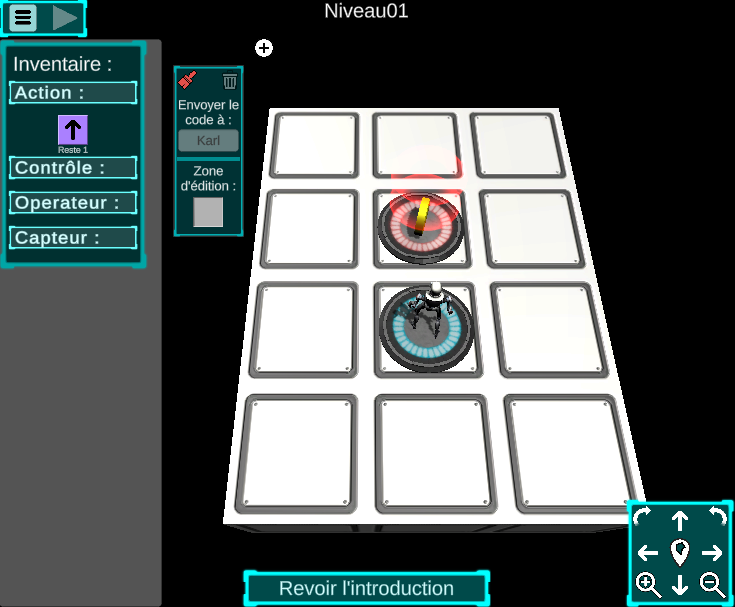 Niveau01
Inventaire :
Action :
Reste 1
Contrôle :
Operateur :
Capteur :
Envoyer le
code à :
Karl
Zone
d'édition :
Revoir l'introduction